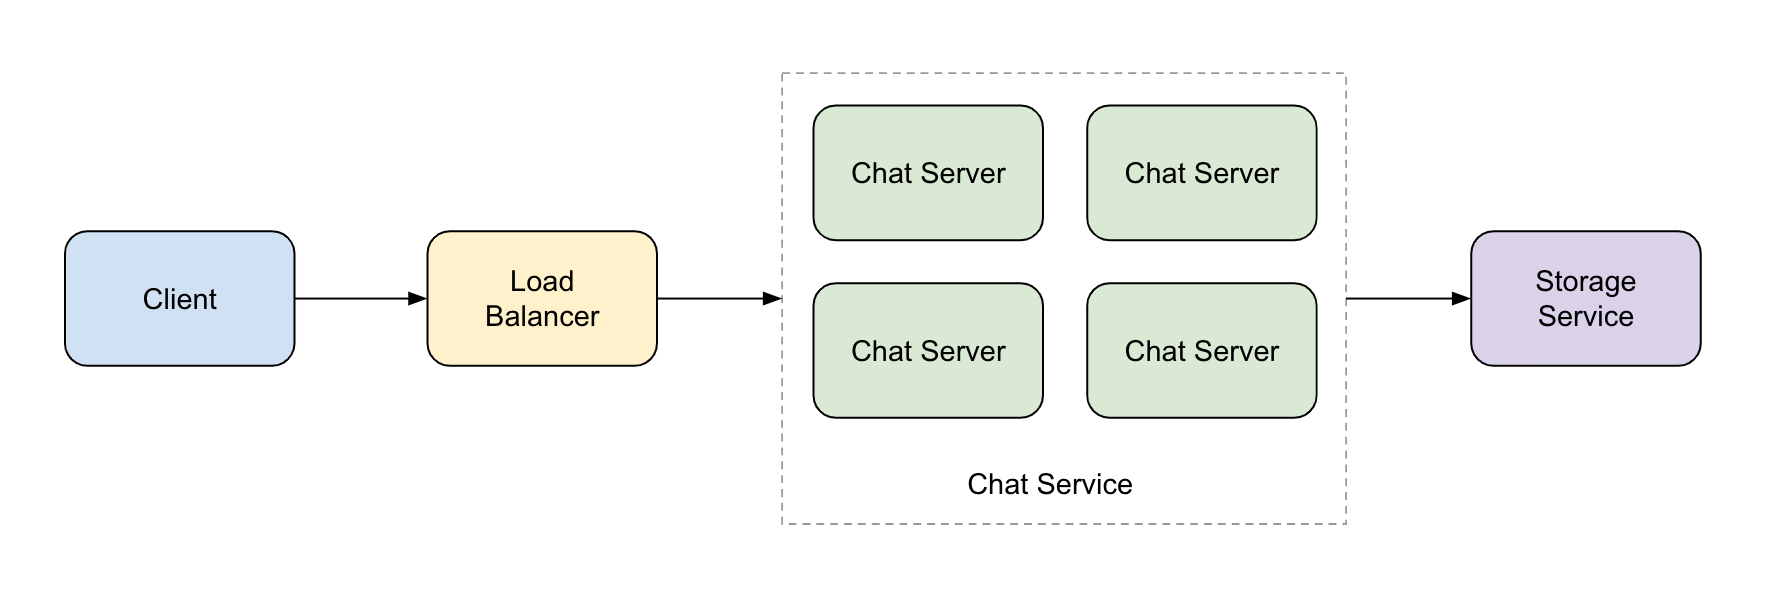 Client
Load
Balancer
Chat Server
Chat Server
Chat Server
Chat Server
Chat Service
Storage
Service